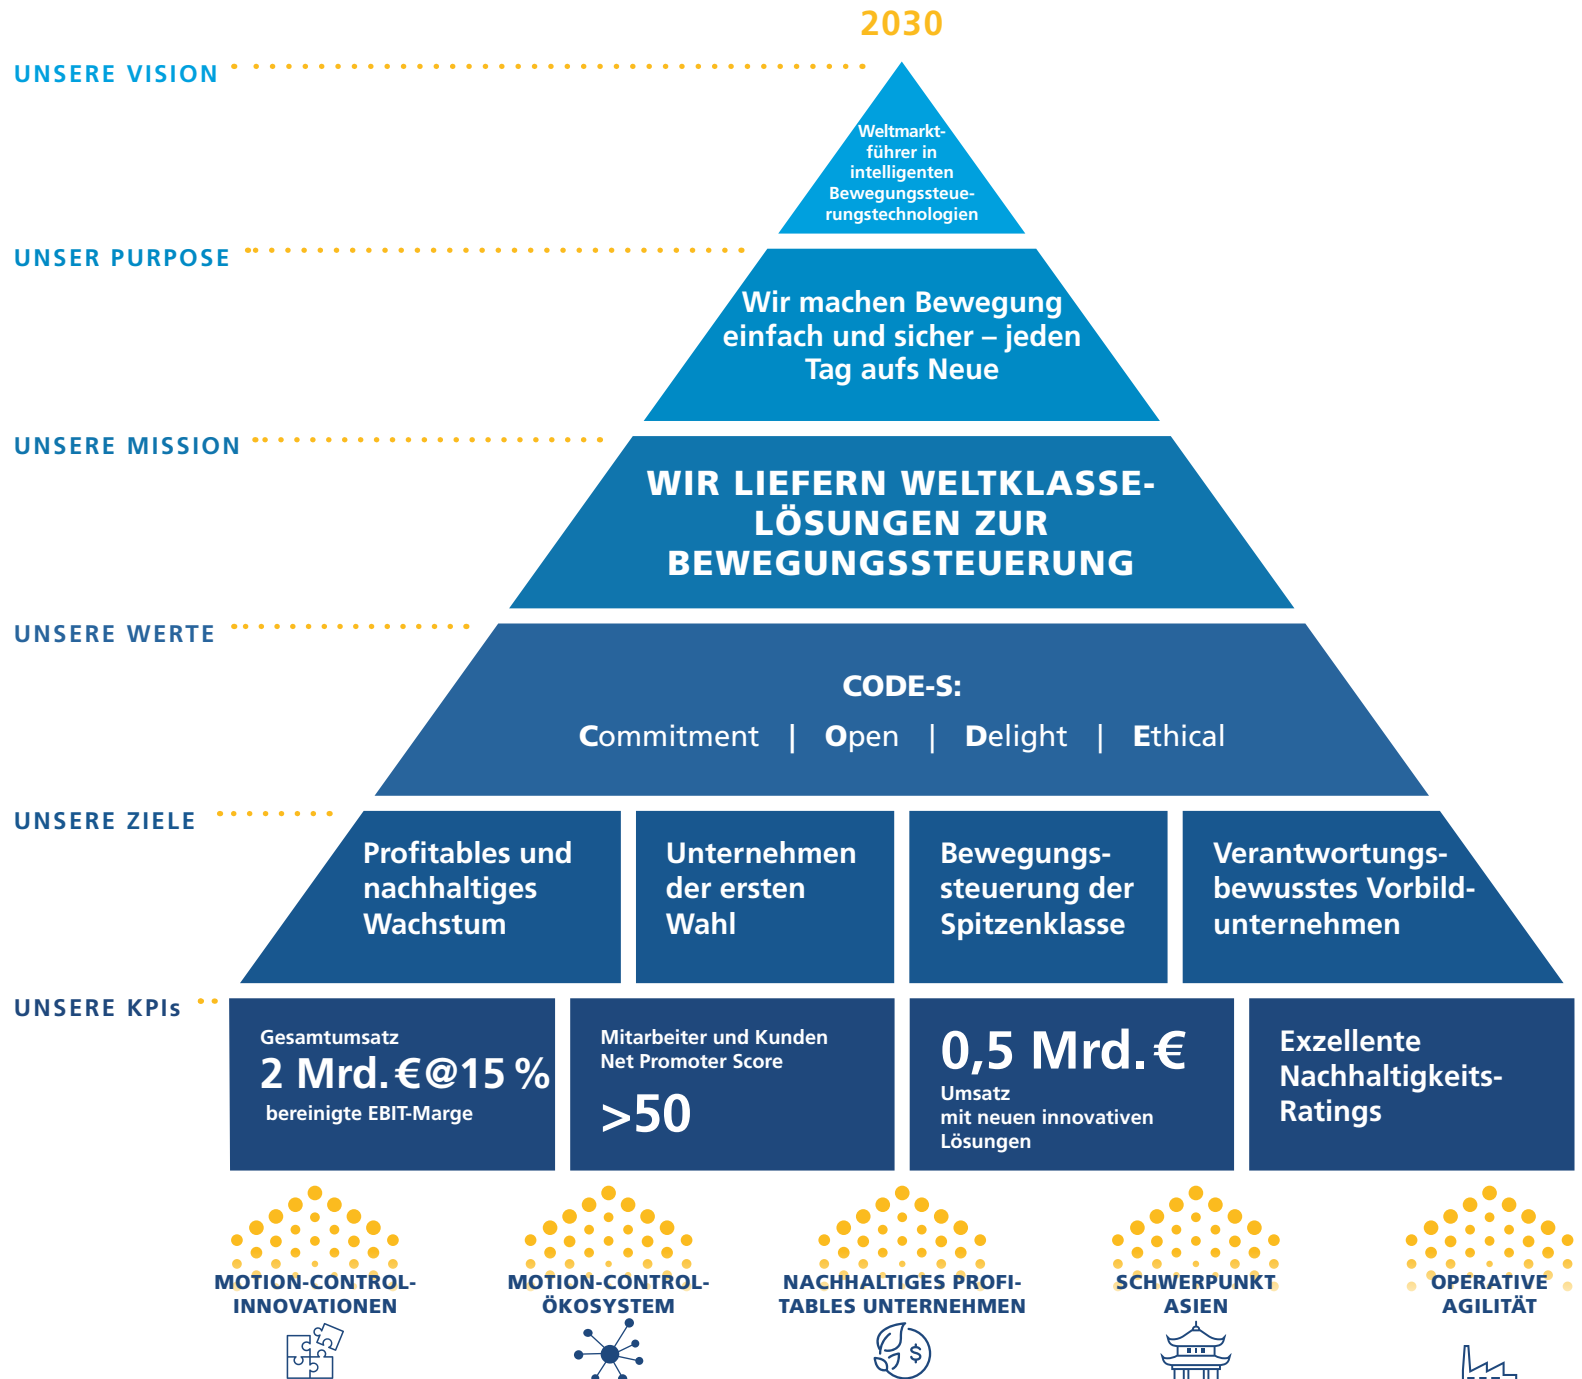 2030
UNSERE VISION
Weltmarkt-
führer in
intelligenten
Bewegungssteue-
rungstechnologien
UNSER PURPOSE
Wir machen Bewegung
einfach und sicher – jeden
Tag aufs Neue
UNSERE MISSION
WIR LIEFERN WELTKLASSE-
LÖSUNGEN ZUR
BEWEGUNGSSTEUERUNG
UNSERE WERTE
CODE-S:
Commitment | Open | Delight | Ethical
UNSERE ZIELE
Profitables und
nachhaltiges
Wachstum
Unternehmen
der ersten
Wahl
Bewegungs-
steuerung der
Spitzenklasse
Verantwortungs-
bewusstes Vorbild-
unternehmen
UNSERE KPIs
Gesamtumsatz
2 Mrd. €@15 %
bereinigte EBIT-Marge
Mitarbeiter und Kunden
Net Promoter Score
>50
0,5 Mrd. €
Umsatz
mit neuen innovativen
Lösungen
Exzellente
Nachhaltigkeits-
Ratings
MOTION-CONTROL-
INNOVATIONEN
MOTION-CONTROL-
ÖKOSYSTEM
NACHHALTIGES PROFI-
TABLES UNTERNEHMEN
$
SCHWERPUNKT
ASIEN
OPERATIVE
AGILITÄT